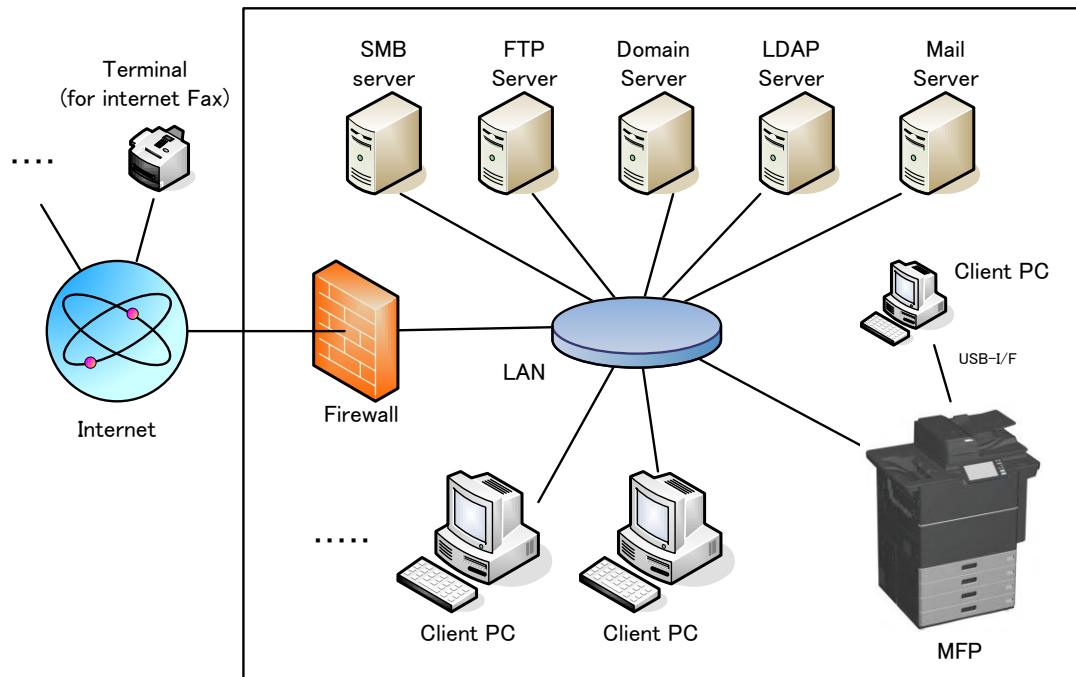 SMB
server
FTP
Server
Domain
Server
LDAP
Server
Mail
Server
Terminal
(for internet Fax)
....
Client PC
USB-I/F
LAN
Firewall
Internet
.....
Client PC
Client PC
MFP